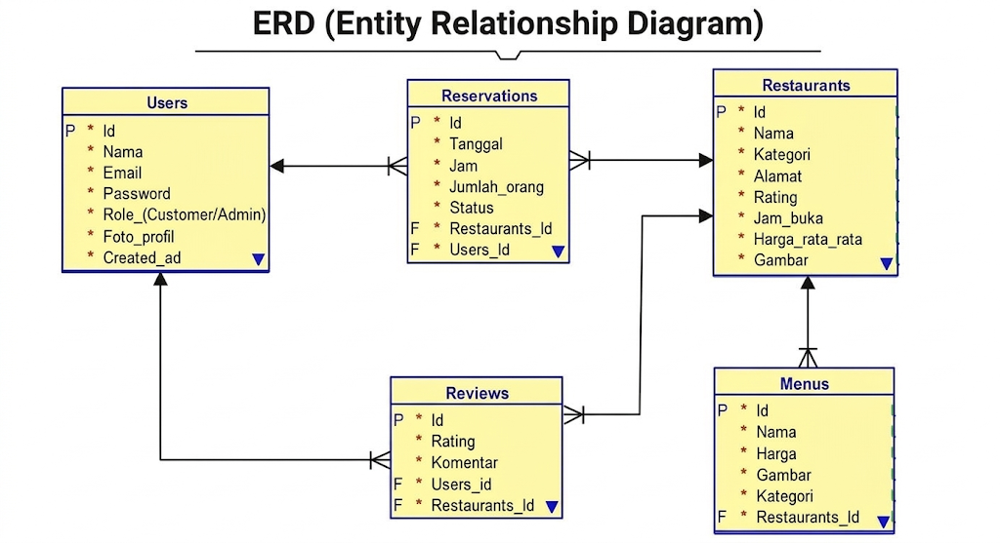 ERD (Entity Relationship Diagram)
Users
P * Id
* Nama
* Email
* Password
* Role_(Customer/Admin)
* Foto_profil
* Created_ad
Reservations
P * Id
* Tanggal
* Jam
* Jumlah_orang
* Status
F * Restaurants_Id
F * Users_Id
Restaurants
P * Id
* Nama
* Kategori
* Alamat
* Rating
* Jam_buka
* Harga_rata_rata
* Gambar
Reviews
P * Id
* Rating
* Komentar
F * Users_id
F * Restaurants_Id
Menus
P * Id
* Nama
* Harga
* Gambar
* Kategori
F * Restaurants_Id